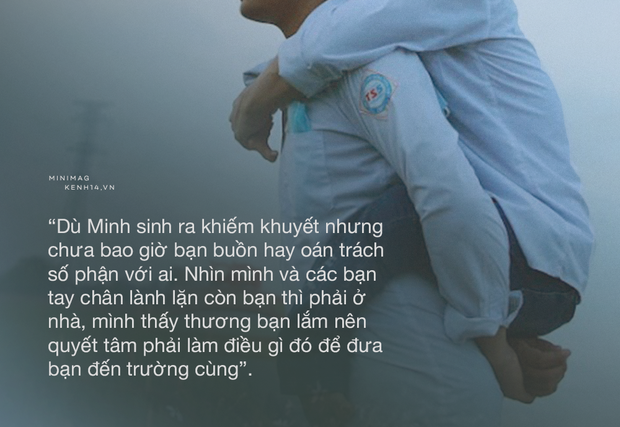 MINIMAG
KENH14.VN
TS3
“Dù Minh sinh ra khiếm khuyết nhưng
chưa bao giờ bạn buồn hay oán trách
số phận với ai. Nhìn mình và các bạn
tay chân lành lặn còn bạn thì phải ở
nhà, mình thấy thương bạn lắm nên
quyết tâm phải làm điều gì đó để đưa
bạn đến trường cùng”.